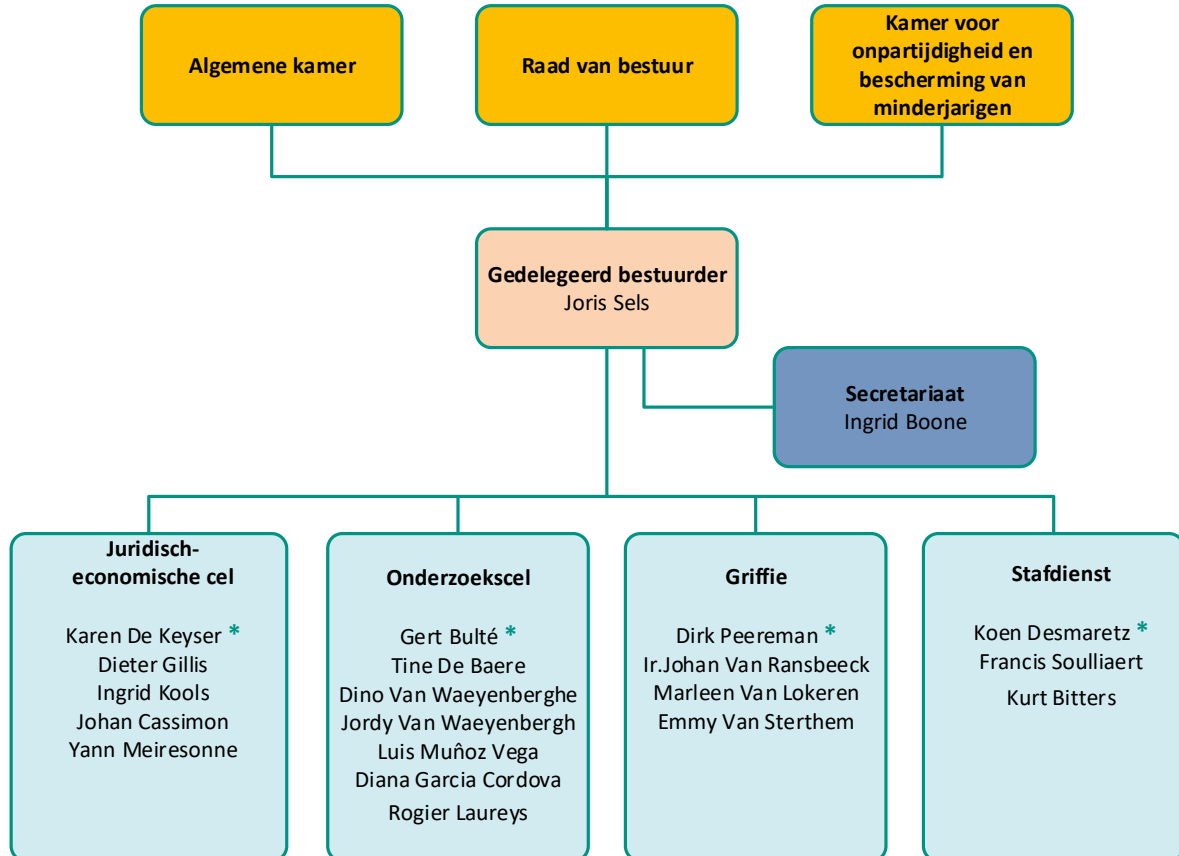 Algemene kamer
Raad van bestuur
Kamer voor
onpartijdigheid en
bescherming van
minderjarigen
Gedelegeerd bestuurder
Joris Sels
Secretariaat
Ingrid Boone
Juridisch-
economische cel
Karen De Keyser *
Dieter Gillis
Ingrid Kools
Johan Cassimon
Yann Meiresonne
Onderzoekscel
Gert Bulté *
Tine De Baere
Dino Van Waeyenberghe
Jordy Van Waeyenbergh
Luis Muñoz Vega
Diana Garcia Cordova
Rogier Laureys
Griffie
Dirk Peereman *
Ir.Johan Van Ransbeeck
Marleen Van Lokeren
Emmy Van Sterthem
Stafdienst
Koen Desmaretz *
Francis Soulliaert
Kurt Bitters